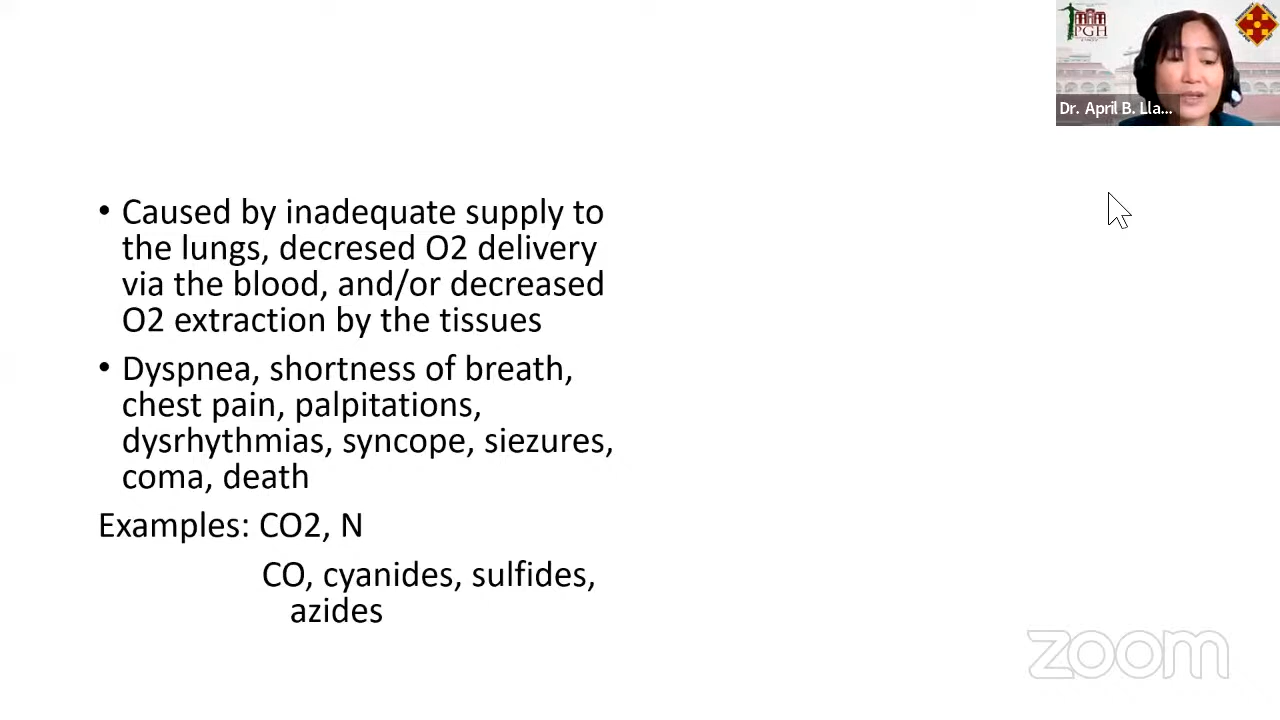 PGH
Dr. April B. Lla...
• Caused by inadequate supply to
the lungs, decresed O2 delivery
via the blood, and/or decreased
O2 extraction by the tissues
• Dyspnea, shortness of breath,
chest pain, palpitations,
dysrhythmias, syncope, siezures,
coma, death
Examples: CO2, N
CO, cyanides, sulfides,
azides
zoom